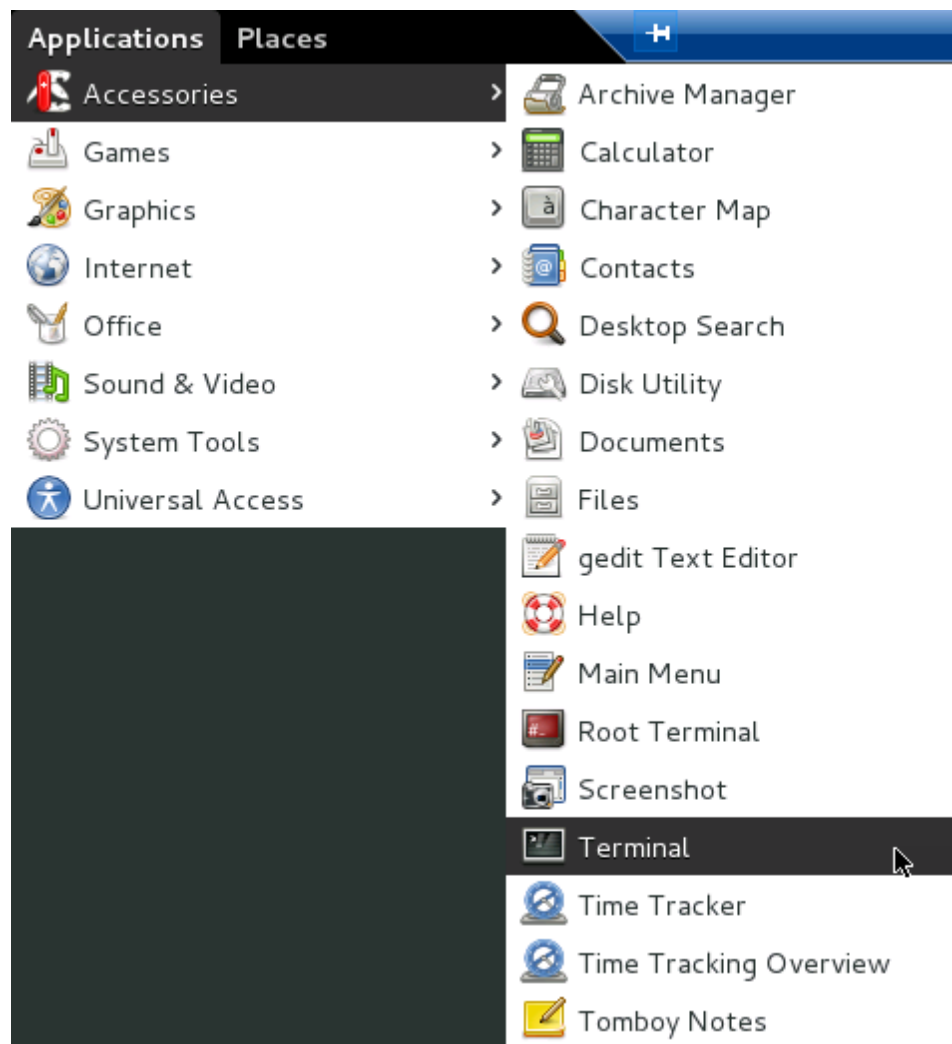 Applications Places
Accessories
Games
Graphics
Internet
Office
Sound & Video
System Tools
Universal Access
Archive Manager
Calculator
Character Map
Contacts
Desktop Search
Disk Utility
Documents
Files
gedit Text Editor
Help
Main Menu
Root Terminal
Screenshot
Terminal
Time Tracker
Time Tracking Overview
Tomboy Notes